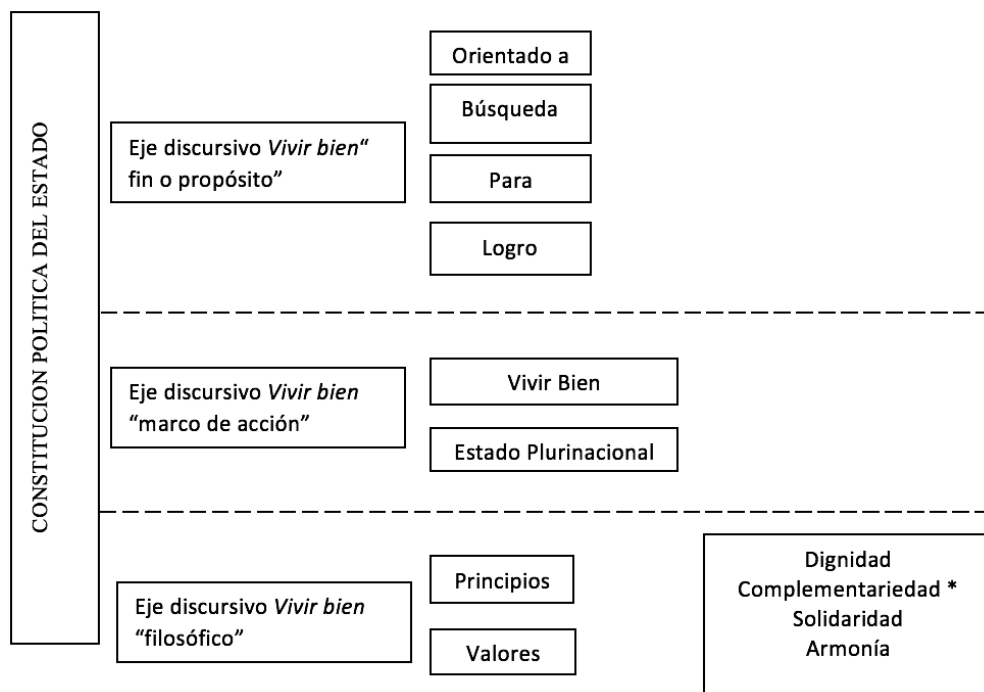 CONSTITUCION POLITICA DEL ESTADO
Eje discursivo Vivir bien“
fin o propósito”
Orientado a
Búsqueda
Para
Logro
Eje discursivo Vivir bien
“marco de acción”
Vivir Bien
Estado Plurinacional
Eje discursivo Vivir bien
“filosófico”
Principios
Valores
Dignidad
Complementariedad *
Solidaridad
Armonía